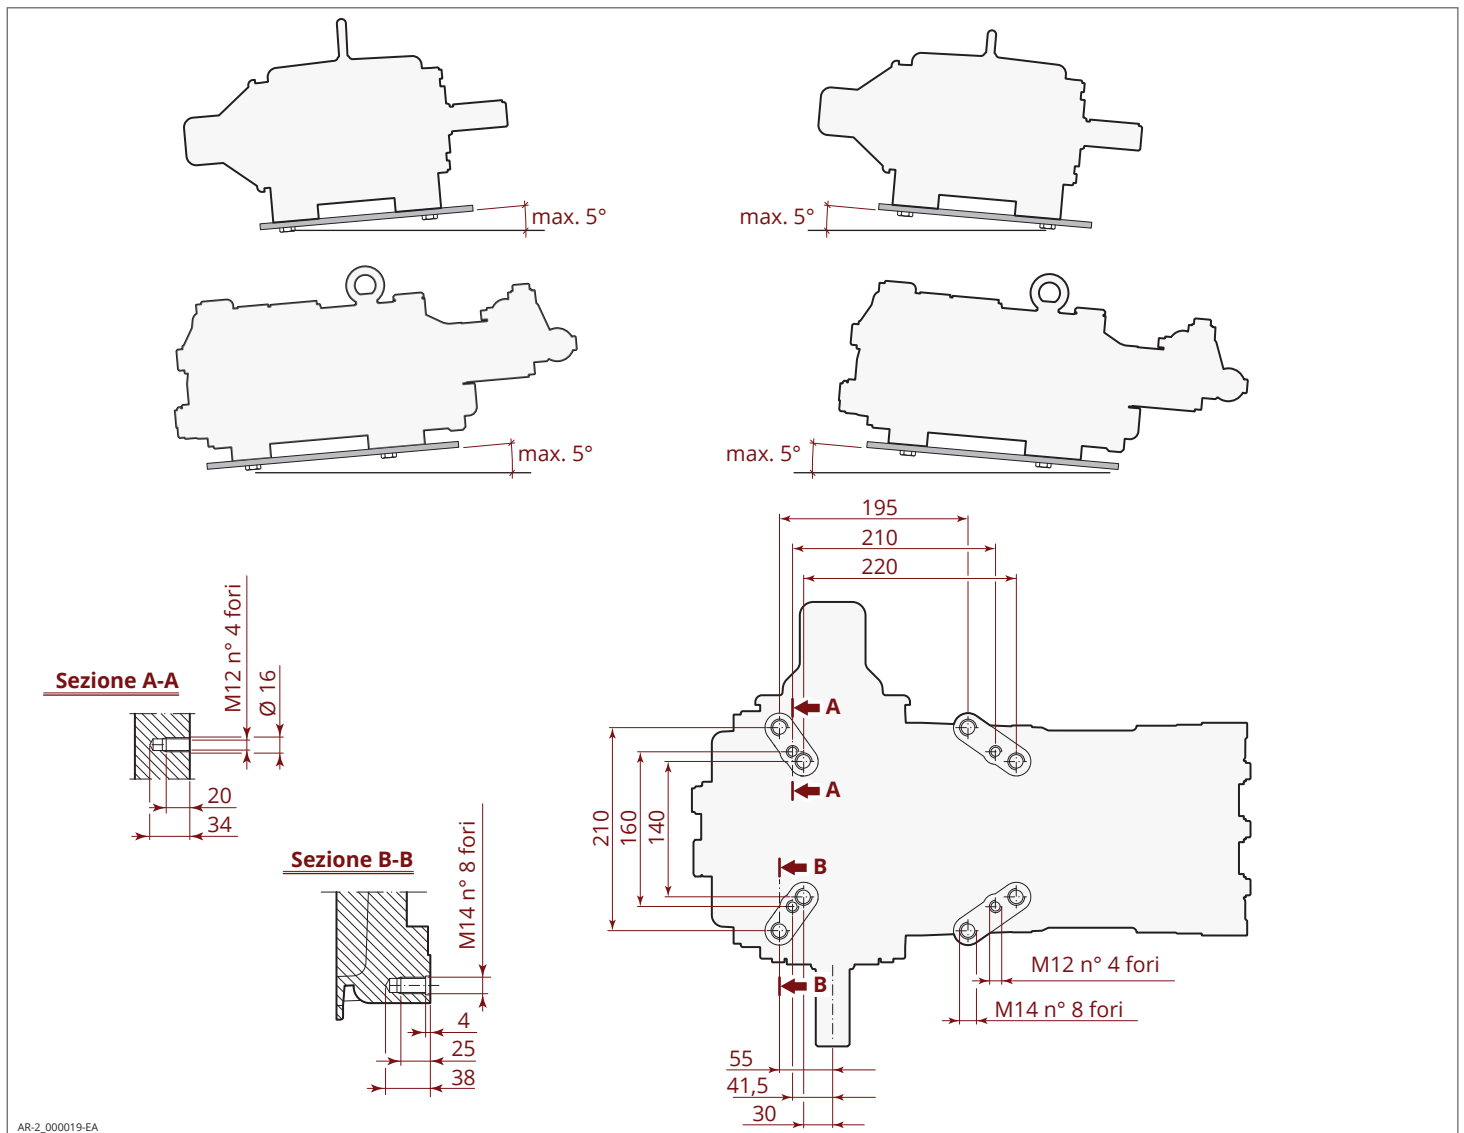 max. 5°
max. 5°
max. 5°
max. 5°
195
210
220
Sezione A-A
M12 n° 4 fori
Ø 16
20
34
A
A
210
160
140
B
B
Sezione B-B
M14 n° 8 fori
4
25
38
M12 n° 4 fori
M14 n° 8 fori
55
41,5
30
AR-2_000019-EA